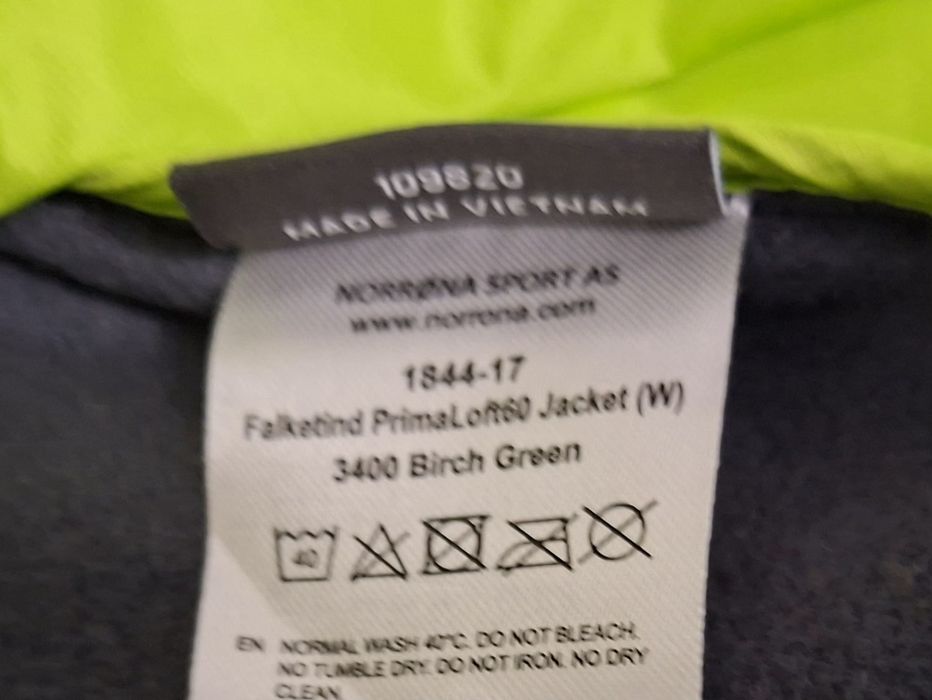 109820
MADE IN VIETNAM
NORRØNA SPORT AS
www.norrona.com
1844-17
Falketind PrimaLoft60 Jacket (W)
3400 Birch Green
40
EN NORMAL WASH 40°C. DO NOT BLEACH.
NO TUMBLE DRY. DO NOT IRON. NO DRY
CLEAN.